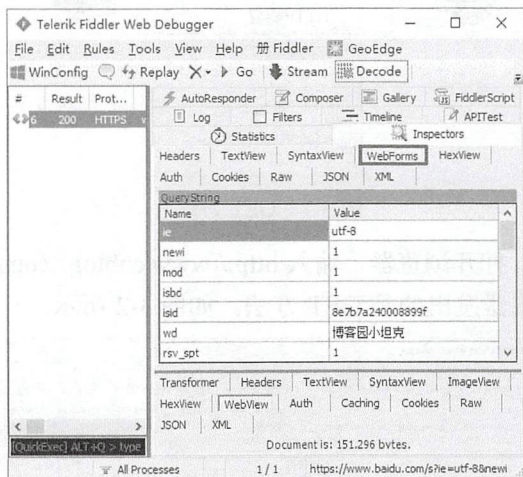 Telerik Fiddler Web Debugger
File Edit Rules Tools View Help 册 Fiddler GeoEdge
WinConfig Replay X Go Stream Decode
# Result Prot...
6 200 HTTPS
AutoResponder Composer Gallery FiddlerScript
Log Filters Timeline APITest
Statistics Inspectors
Headers TextView SyntaxView WebForms HexView
Auth Cookies Raw JSON XML
QueryString
Name Value
ie utf-8
newi 1
mod 1
isbd 1
isid 8e7b7a240008899f
wd 博客园小坦克
rsv_spt 1
Transformer Headers TextView SyntaxView ImageView
HexView WebView Auth Caching Cookies Raw
JSON XML
Document is: 151.296 bytes.
[QuickExec] ALT+Q > type
All Processes 1 / 1 https://www.baidu.com/s?ie=utf-8&newi